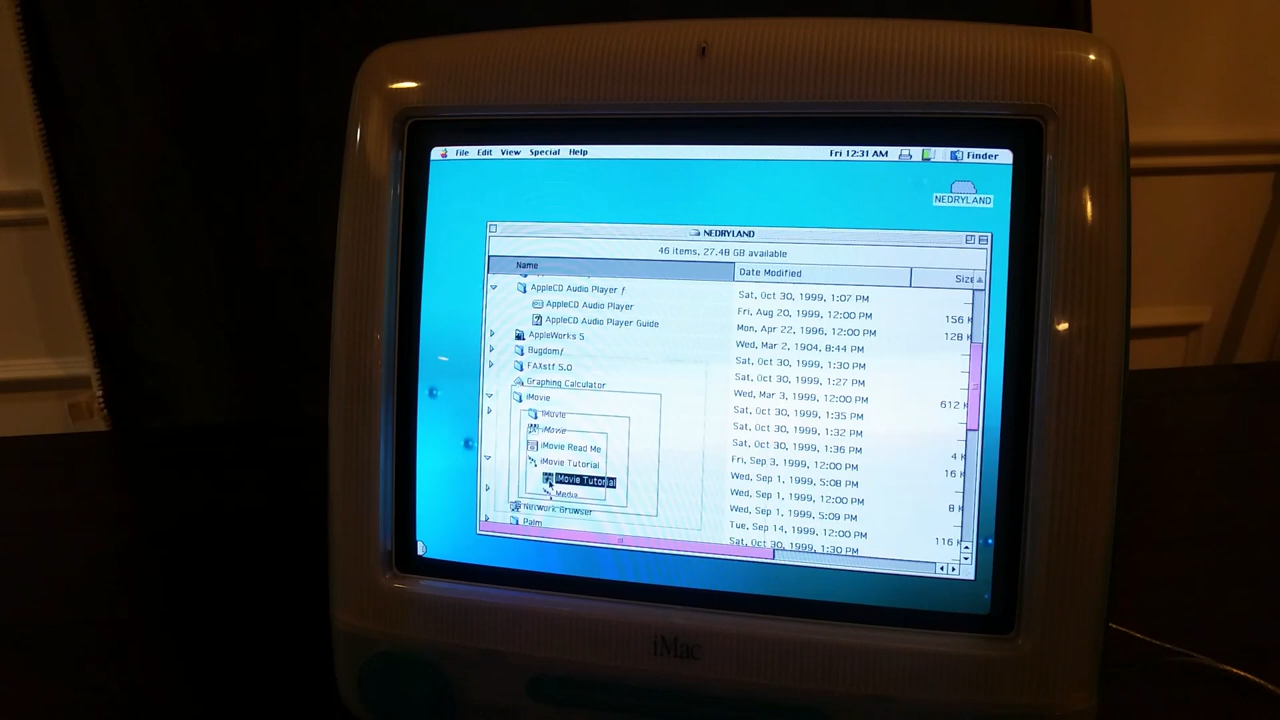 File Edit View Special Help Fri 12:31 AM Finder
NEDRYLAND
NEDRYLAND
46 items, 27.48 GB available
Name Date Modified Size
AppleCD Audio Player ƒ Sat, Oct 30, 1999, 1:07 PM
AppleCD Audio Player Fri, Aug 20, 1999, 12:00 PM 156 K
AppleCD Audio Player Guide Mon, Apr 22, 1996, 12:00 PM 128 K
AppleWorks 5 Wed, Mar 2, 1904, 8:44 PM
Bugdomƒ Sat, Oct 30, 1999, 1:30 PM
FAXstf 5.0 Sat, Oct 30, 1999, 1:27 PM
Graphing Calculator Wed, Mar 3, 1999, 12:00 PM 612 K
iMovie Sat, Oct 30, 1999, 1:35 PM
iMovie Sat, Oct 30, 1999, 1:32 PM
iMovie Sat, Oct 30, 1999, 1:36 PM 4 K
iMovie Read Me Fri, Sep 3, 1999, 12:00 PM 16 K
iMovie Tutorial Wed, Sep 1, 1999, 5:08 PM
iMovie Tutorial Wed, Sep 1, 1999, 12:00 PM 8 K
Media Wed, Sep 1, 1999, 5:09 PM
Network Browser Tue, Sep 14, 1999, 12:00 PM 116 K
Palm Sat, Oct 30, 1999, 1:30 PM
iMac